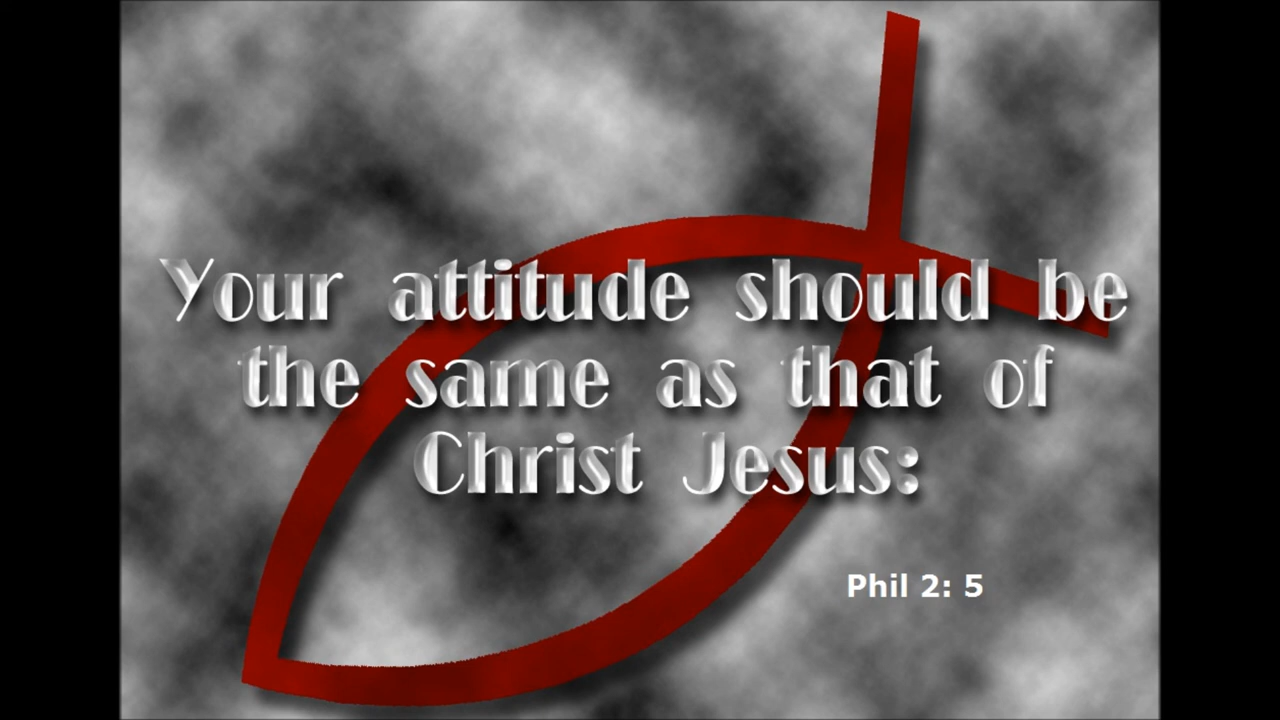 Your attitude should be
the same as that of
Christ Jesus:
Phil 2: 5